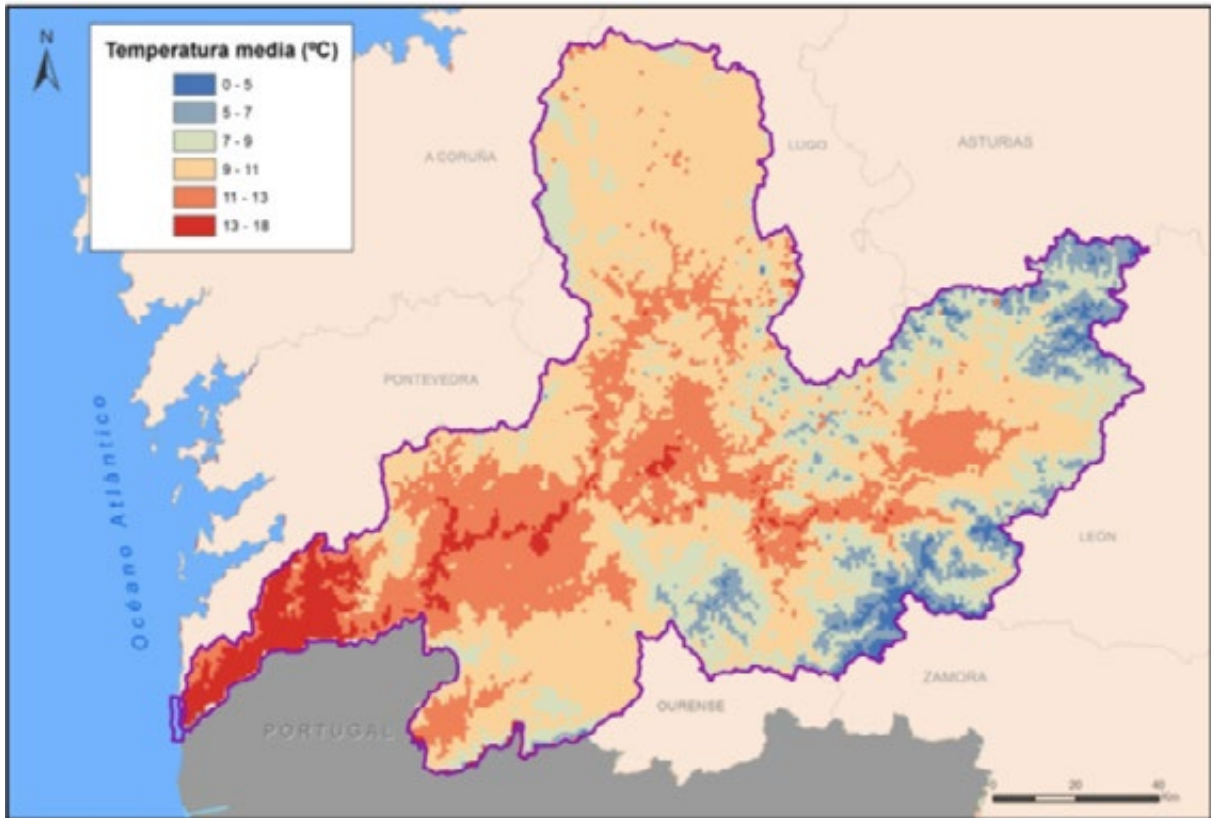 N
Temperatura media (ºC)
0 - 5
5 - 7
7 - 9
9 - 11
11 - 13
13 - 18
A CORUÑA
LUGO
ASTURIAS
PONTEVEDRA
Océano Atlántico
LEÓN
ZAMORA
OURENSE
PORTUGAL
0 20 40
Km